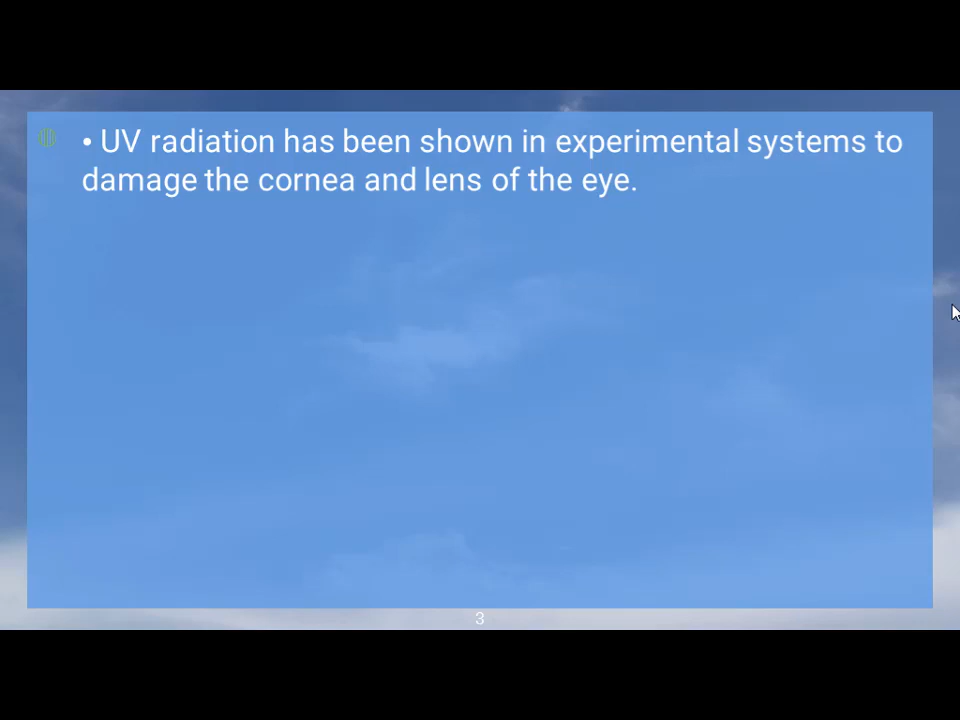 • UV radiation has been shown in experimental systems to
damage the cornea and lens of the eye.
3